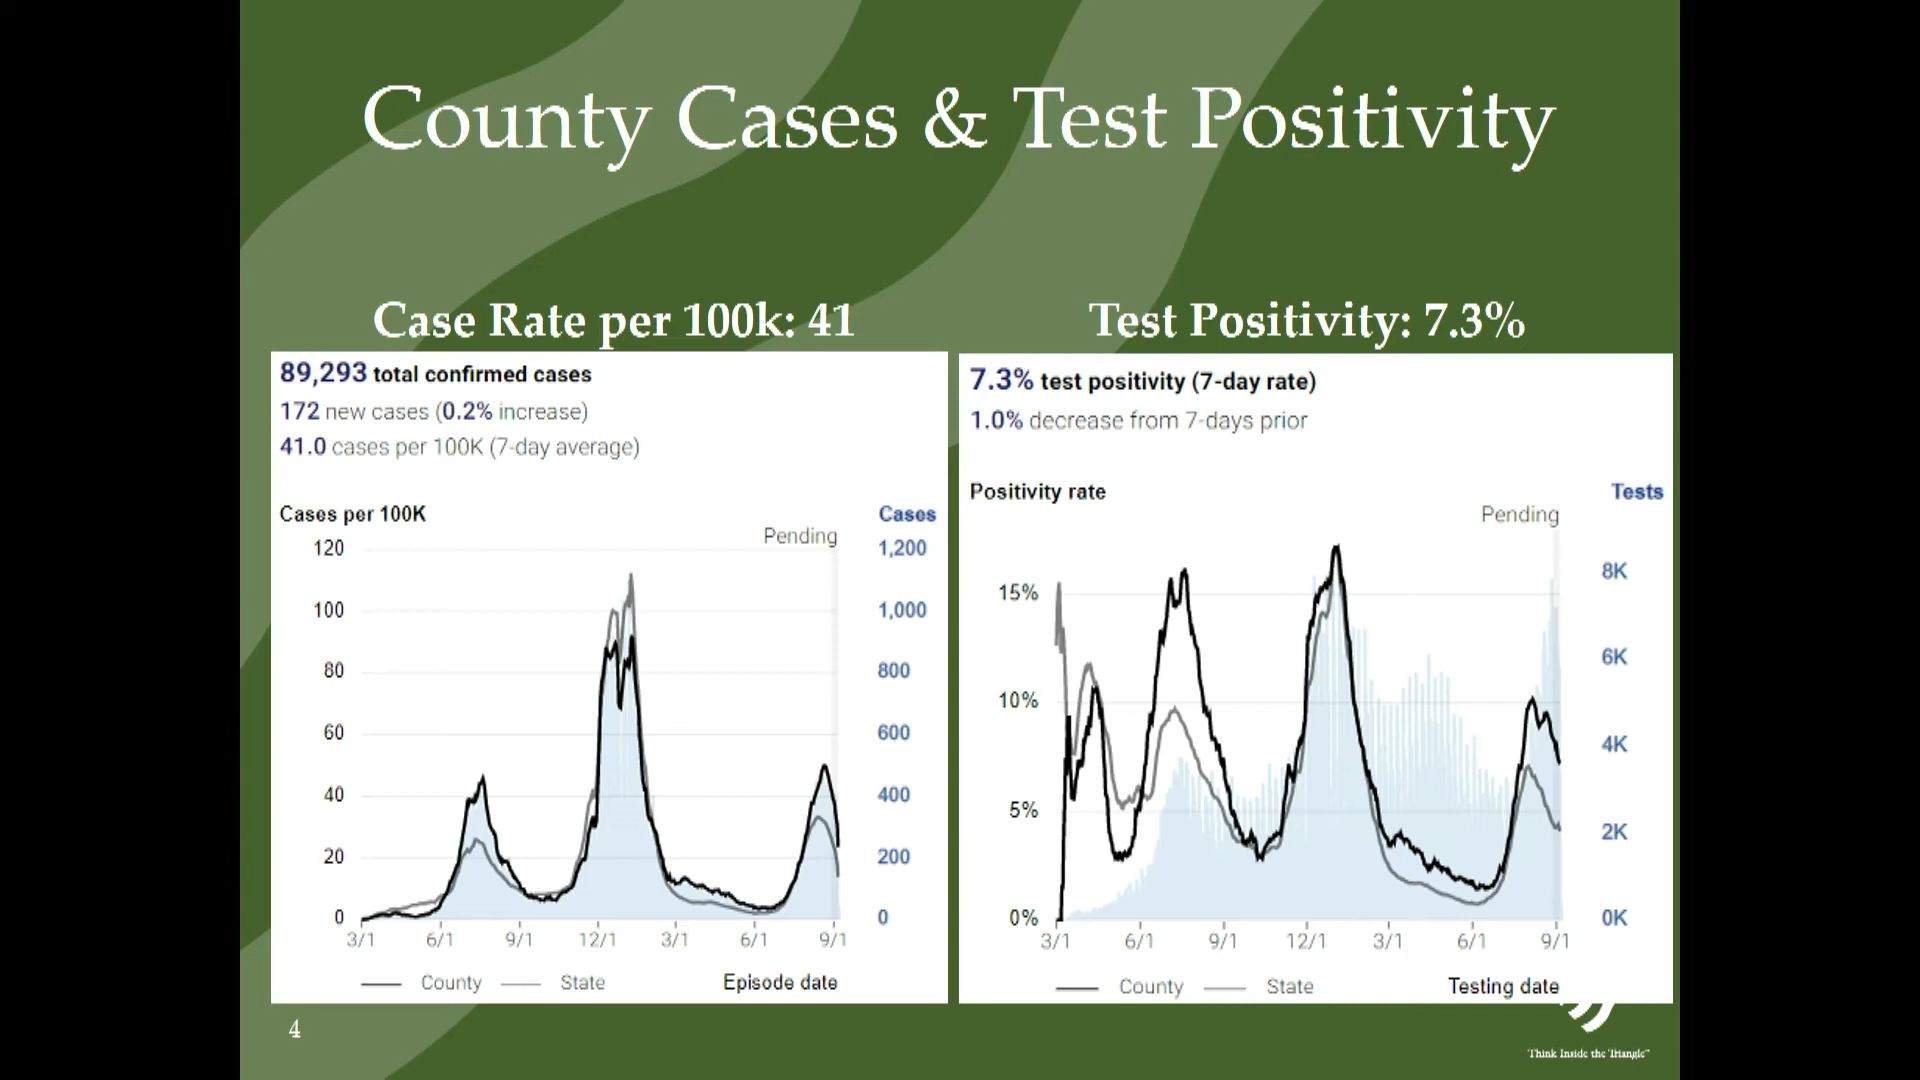 County Cases & Test Positivity
Case Rate per 100k: 41
89,293 total confirmed cases
172 new cases (0.2% increase)
41.0 cases per 100K (7-day average)
Cases per 100K
Cases
Pending
120
100
80
60
40
20
0
1,200
1,000
800
600
400
200
0
3/1 6/1 9/1 12/1 3/1 6/1 9/1
County State Episode date
Test Positivity: 7.3%
7.3% test positivity (7-day rate)
1.0% decrease from 7-days prior
Positivity rate
Tests
Pending
15%
10%
5%
0%
8K
6K
4K
2K
0K
3/1 6/1 9/1 12/1 3/1 6/1 9/1
County State Testing date
4
Think Inside the Triangle™